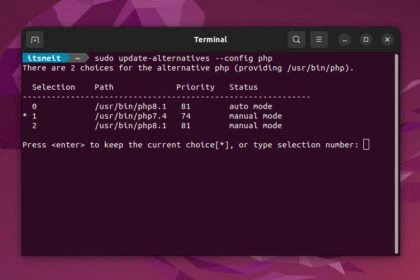 Terminal
itsmeit ~ sudo update-alternatives --config php
There are 2 choices for the alternative php (providing /usr/bin/php).
Selection Path Priority Status
------------------------------------------------------------
0 /usr/bin/php8.1 81 auto mode
* 1 /usr/bin/php7.4 74 manual mode
2 /usr/bin/php8.1 81 manual mode
Press <enter> to keep the current choice[*], or type selection number: